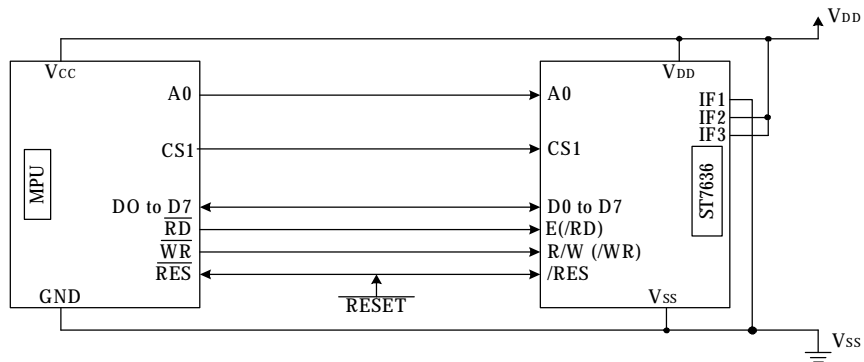 VDD
VCC
VDD
A0
A0
IF1
IF2
IF3
CS1
CS1
MPU
ST7636
DO to D7
D0 to D7
RD
E(/RD)
WR
R/W (/WR)
RES
/RES
GND
RESET
VSS
VSS